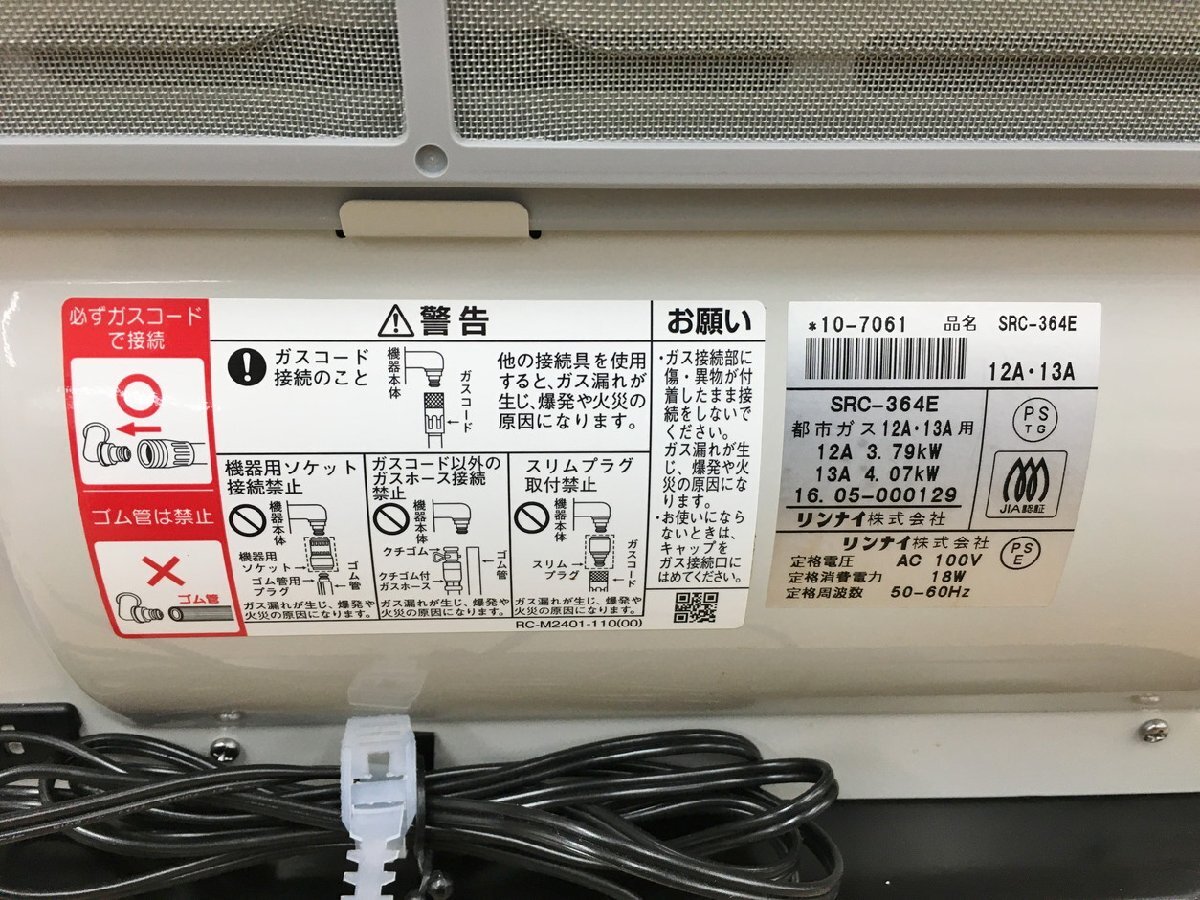 必ずガスコード
で接続
ゴム管は禁止
ゴム管
警告
ガスコード
接続のこと
機器本体
ガスコード
他の接続具を使用
すると、ガス漏れが
生じ、爆発や火災の
原因になります。
機器用ソケット
接続禁止
機器本体
機器用
ソケット
ゴム管用
プラグ
ゴム管
ガス漏れが生じ、爆発や
火災の原因になります。
ガスコード以外の
ガスホース接続
禁止
機器本体
クチゴム
クチゴム付
ガスホース
ゴム管
ガス漏れが生じ、爆発や
火災の原因になります。
スリムプラグ
取付禁止
機器本体
スリム
プラグ
ガスコード
ガス漏れが生じ、爆発や
火災の原因になります。
RC-M2401-110(00)
お願い
・ガス接続部に
傷・異物が付
着したまま接
続をしないで
ください。
ガス漏れが生
じ、爆発や火
災の原因にな
ります。
・お使いになら
ないときは、
キャップを
ガス接続口に
はめてください。
*10-7061 品名 SRC-364E
12A・13A
SRC-364E
都市ガス12A・13A用
12A 3.79kW
13A 4.07kW
16.05-000129
リンナイ株式会社
PS
TG
JIA認証
リンナイ株式会社
定格電圧 AC 100V
定格消費電力 18W
定格周波数 50-60Hz
PS
E